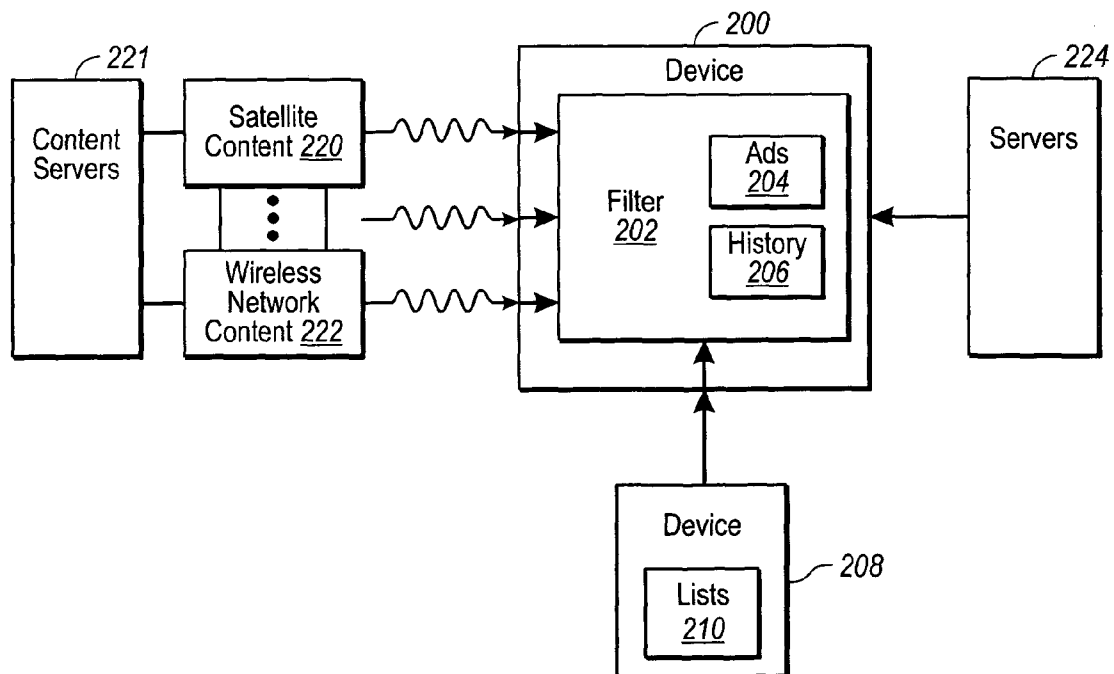 221
Content
Servers
Satellite
Content 220
Wireless
Network
Content 222
200
Device
Filter
202
Ads
204
History
206
224
Servers
Device
208
Lists
210